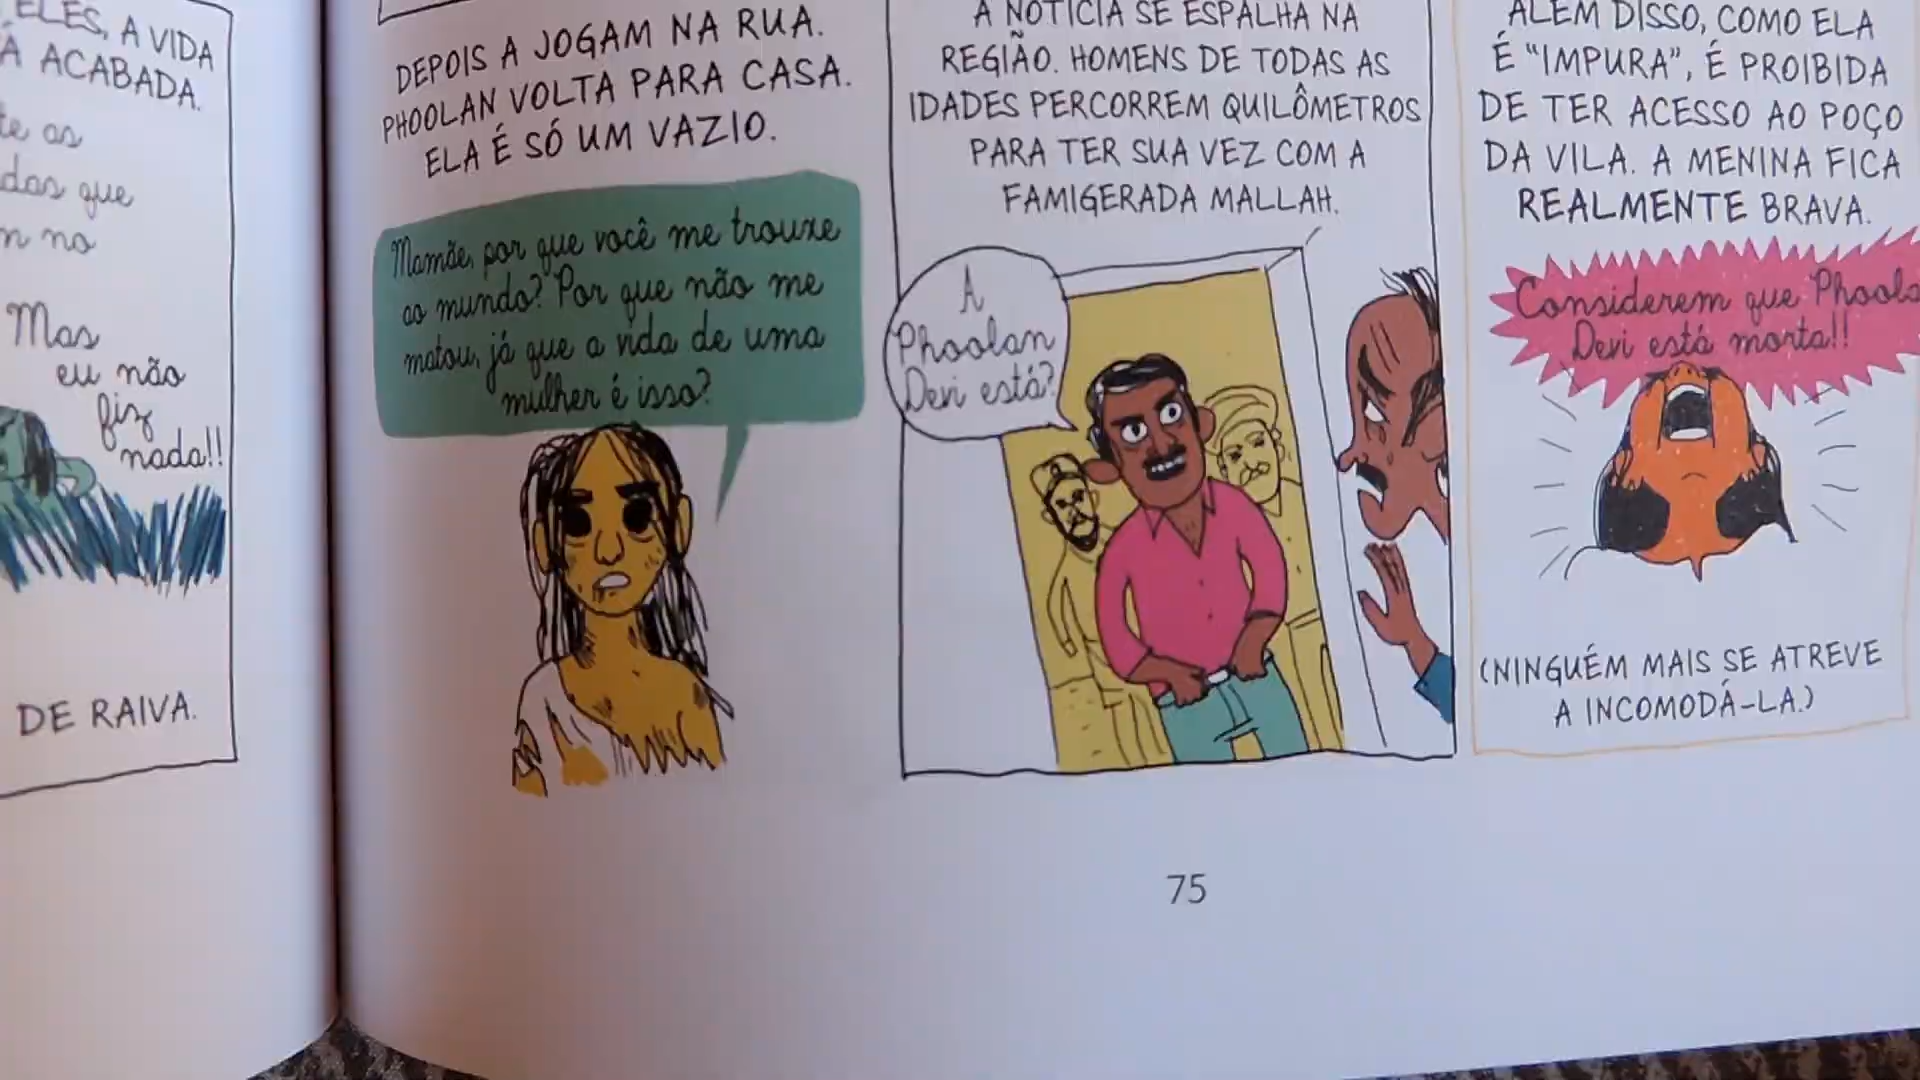 ELES, A VIDA
ACABADA.
as
que
no
Mas
eu não
fiz
nada!!
DE RAIVA.
DEPOIS A JOGAM NA RUA.
PHOOLAN VOLTA PARA CASA.
ELA É SÓ UM VAZIO.
Mamãe, por que você me trouxe
ao mundo? Por que não me
matou, já que a vida de uma
mulher é isso?
A NOTÍCIA SE ESPALHA NA
REGIÃO. HOMENS DE TODAS AS
IDADES PERCORREM QUILÔMETROS
PARA TER SUA VEZ COM A
FAMIGERADA MALLAH.
A
Phoolan
Devi está?
ALÉM DISSO, COMO ELA
É “IMPURA”, É PROIBIDA
DE TER ACESSO AO POÇO
DA VILA. A MENINA FICA
REALMENTE BRAVA.
Considerem que Phoola
Devi está morta!!
(NINGUÉM MAIS SE ATREVE
A INCOMODÁ-LA.)
75